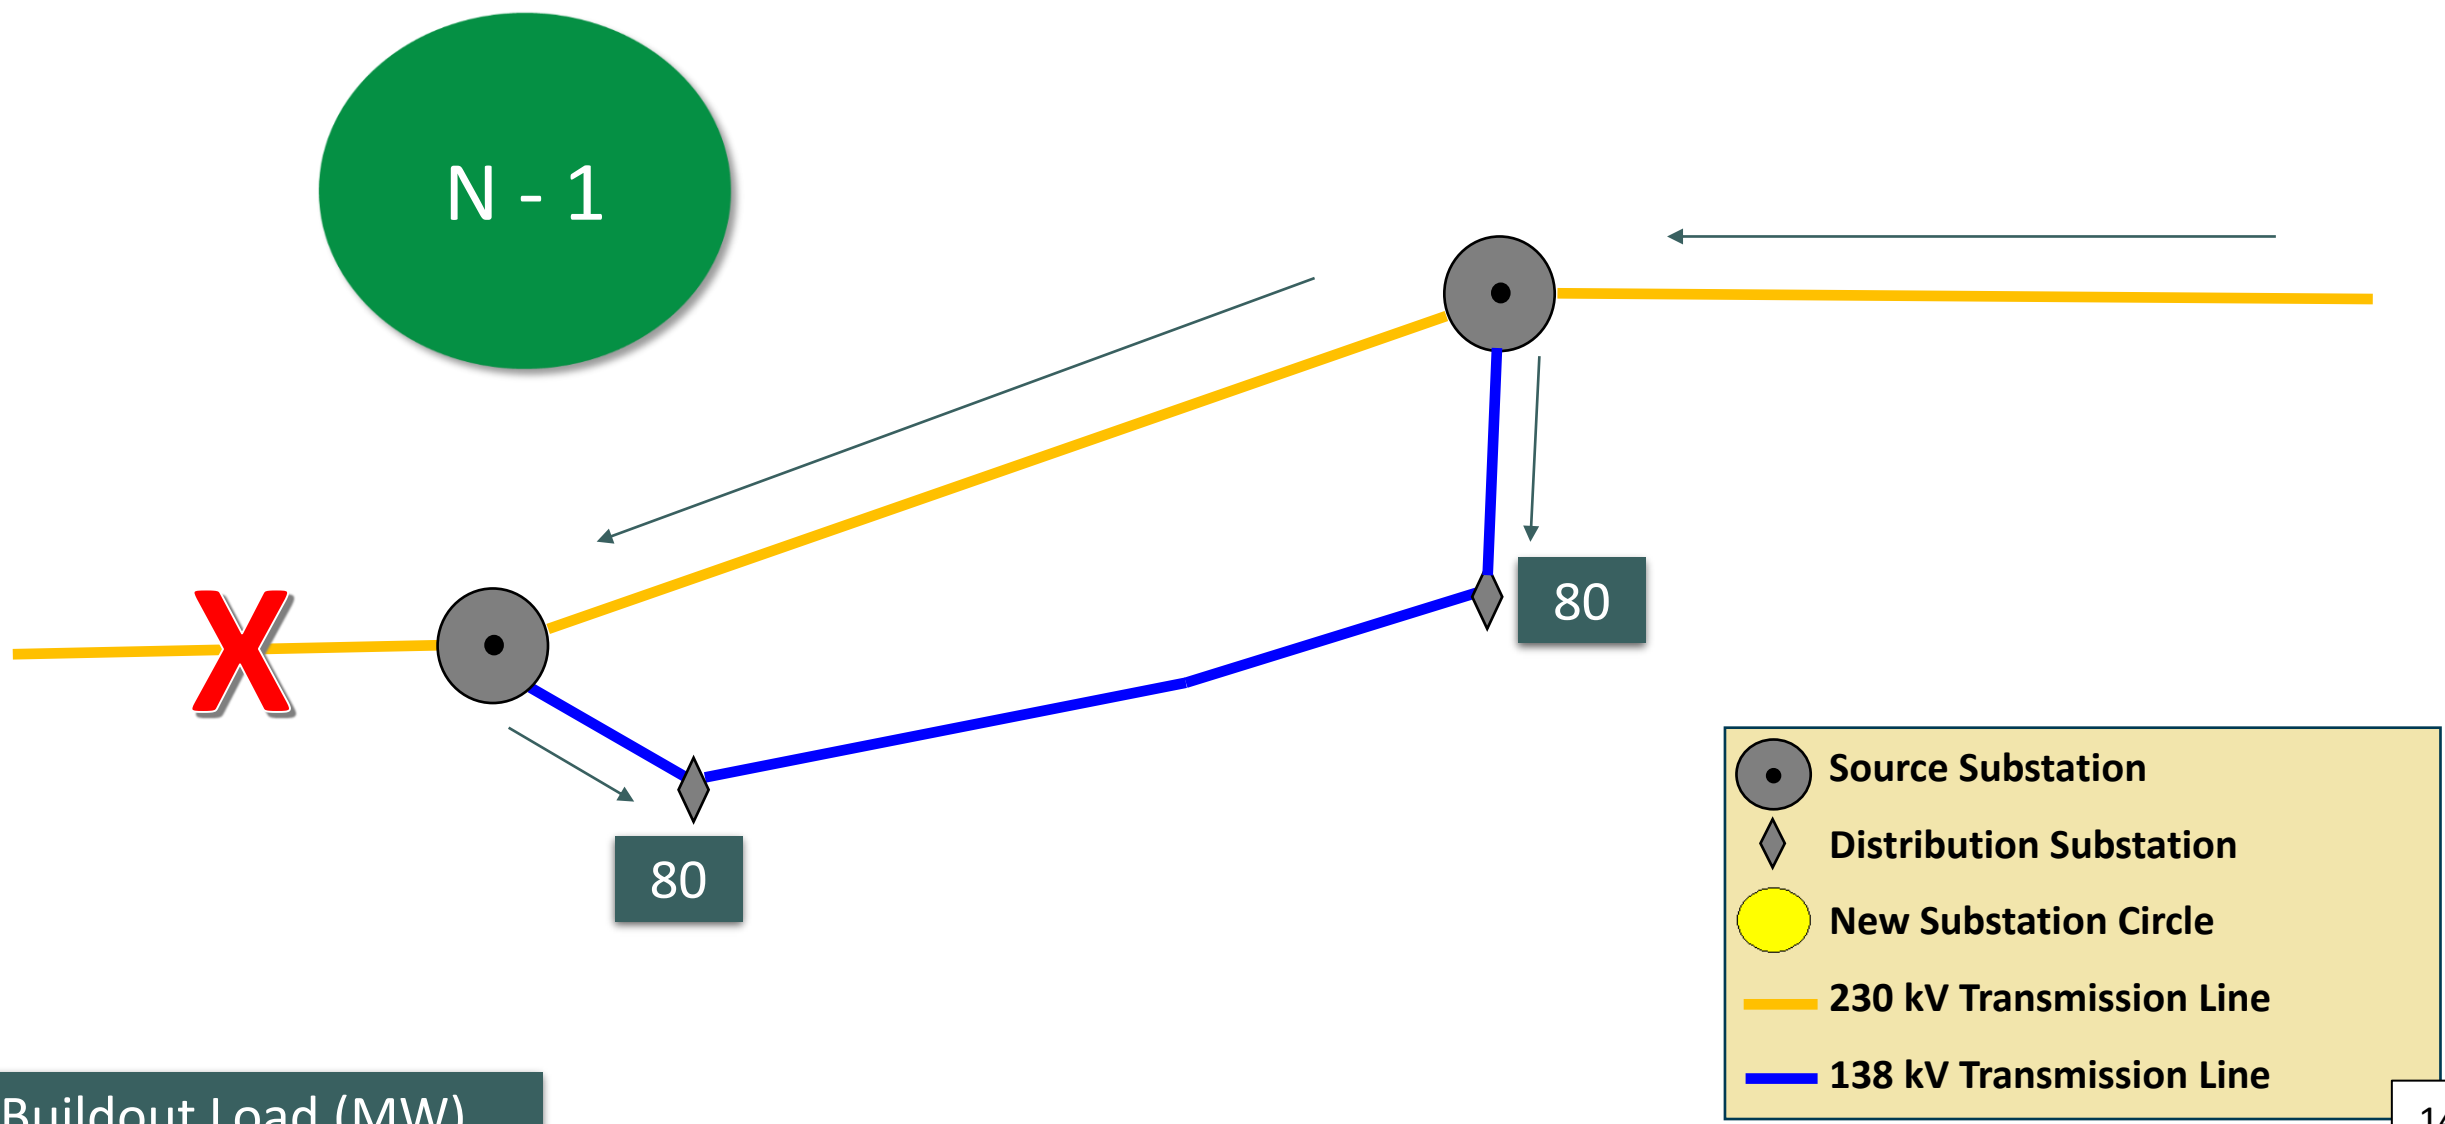 N - 1
80
80
Source Substation
Distribution Substation
New Substation Circle
230 kV Transmission Line
138 kV Transmission Line
Buildout Load (MW)